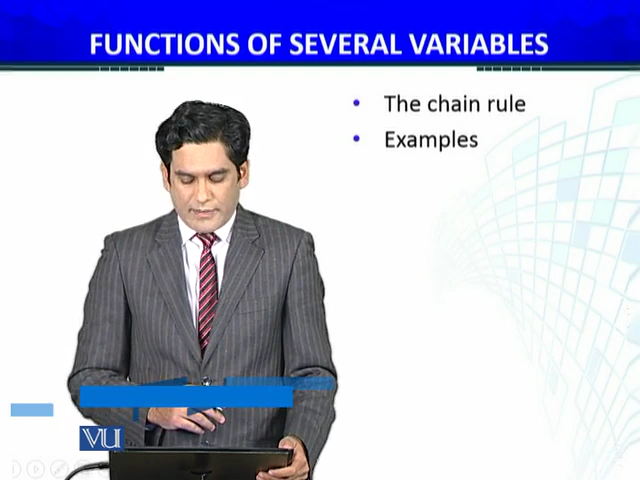 FUNCTIONS OF SEVERAL VARIABLES
• The chain rule
• Examples
VU